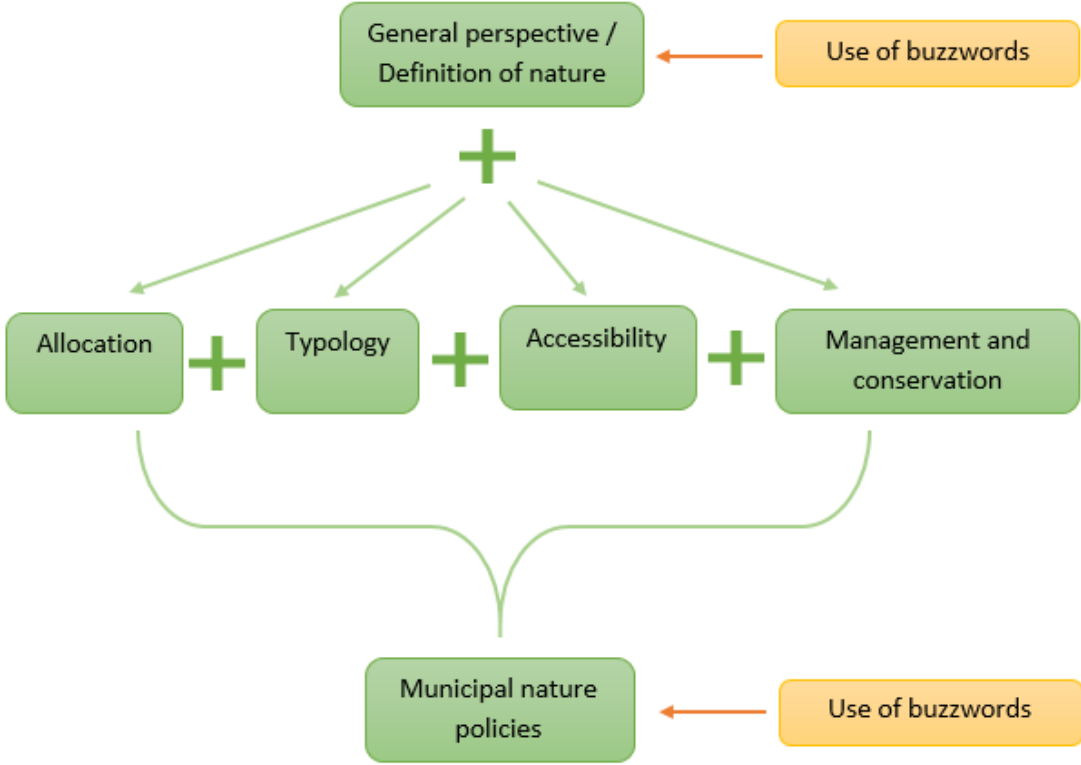 General perspective /
Definition of nature
Use of buzzwords
Allocation
Typology
Accessibility
Management and
conservation
Municipal nature
policies
Use of buzzwords